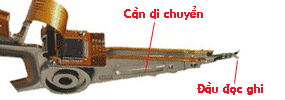 Cần di chuyển
Đầu đọc ghi